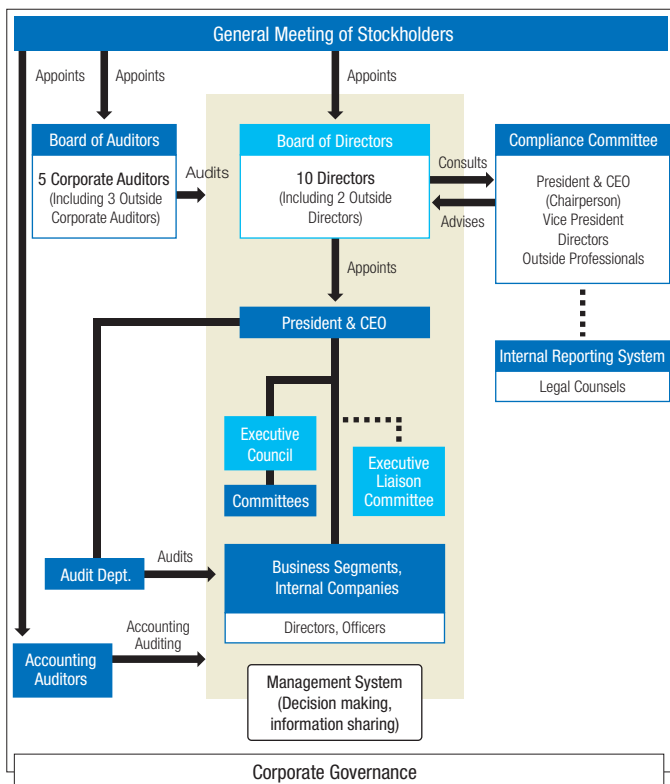 General Meeting of Stockholders
Appoints
Appoints
Appoints
Board of Auditors
5 Corporate Auditors
(Including 3 Outside
Corporate Auditors)
Audits
Board of Directors
10 Directors
(Including 2 Outside
Directors)
Consults
Advises
Compliance Committee
President & CEO
(Chairperson)
Vice President
Directors
Outside Professionals
Appoints
President & CEO
Internal Reporting System
Legal Counsels
Executive
Council
Committees
Executive
Liaison
Committee
Audit Dept.
Audits
Business Segments,
Internal Companies
Directors, Officers
Accounting
Auditors
Accounting
Auditing
Management System
(Decision making,
information sharing)
Corporate Governance